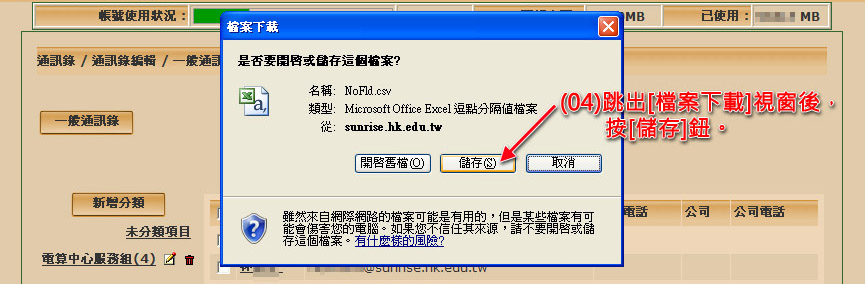 帳號使用狀況：
MB
已使用：
MB
檔案下載
通訊錄 / 通訊錄編輯 / 一般通訊
是否要開啟或儲存這個檔案?
名稱: NoFld.csv
類型: Microsoft Office Excel 逗點分隔值檔案
從: sunrise.hk.edu.tw
(04)跳出[檔案下載]視窗後，
按[儲存]鈕。
一般通訊錄
開啟舊檔(O)
儲存(S)
取消
新增分類
電話
公司
公司電話
雖然來自網際網路的檔案可能是有用的，但是某些檔案有可
能會傷害您的電腦。如果您不信任其來源，請不要開啟或儲
存這個檔案。有什麼樣的風險?
未分類項目
電算中心服務組(4)
@sunrise.hk.edu.tw